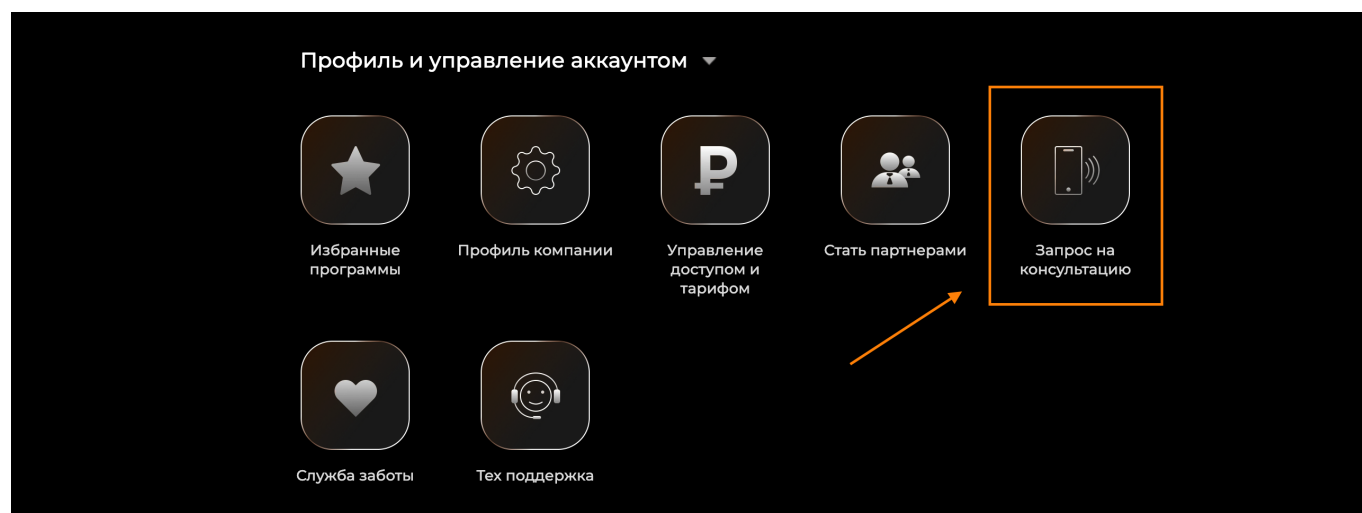 Профиль и управление аккаунтом
Избранные
программы
Профиль компании
Управление
доступом и
тарифом
Стать партнерами
Запрос на
консультацию
Служба заботы
Тех поддержка